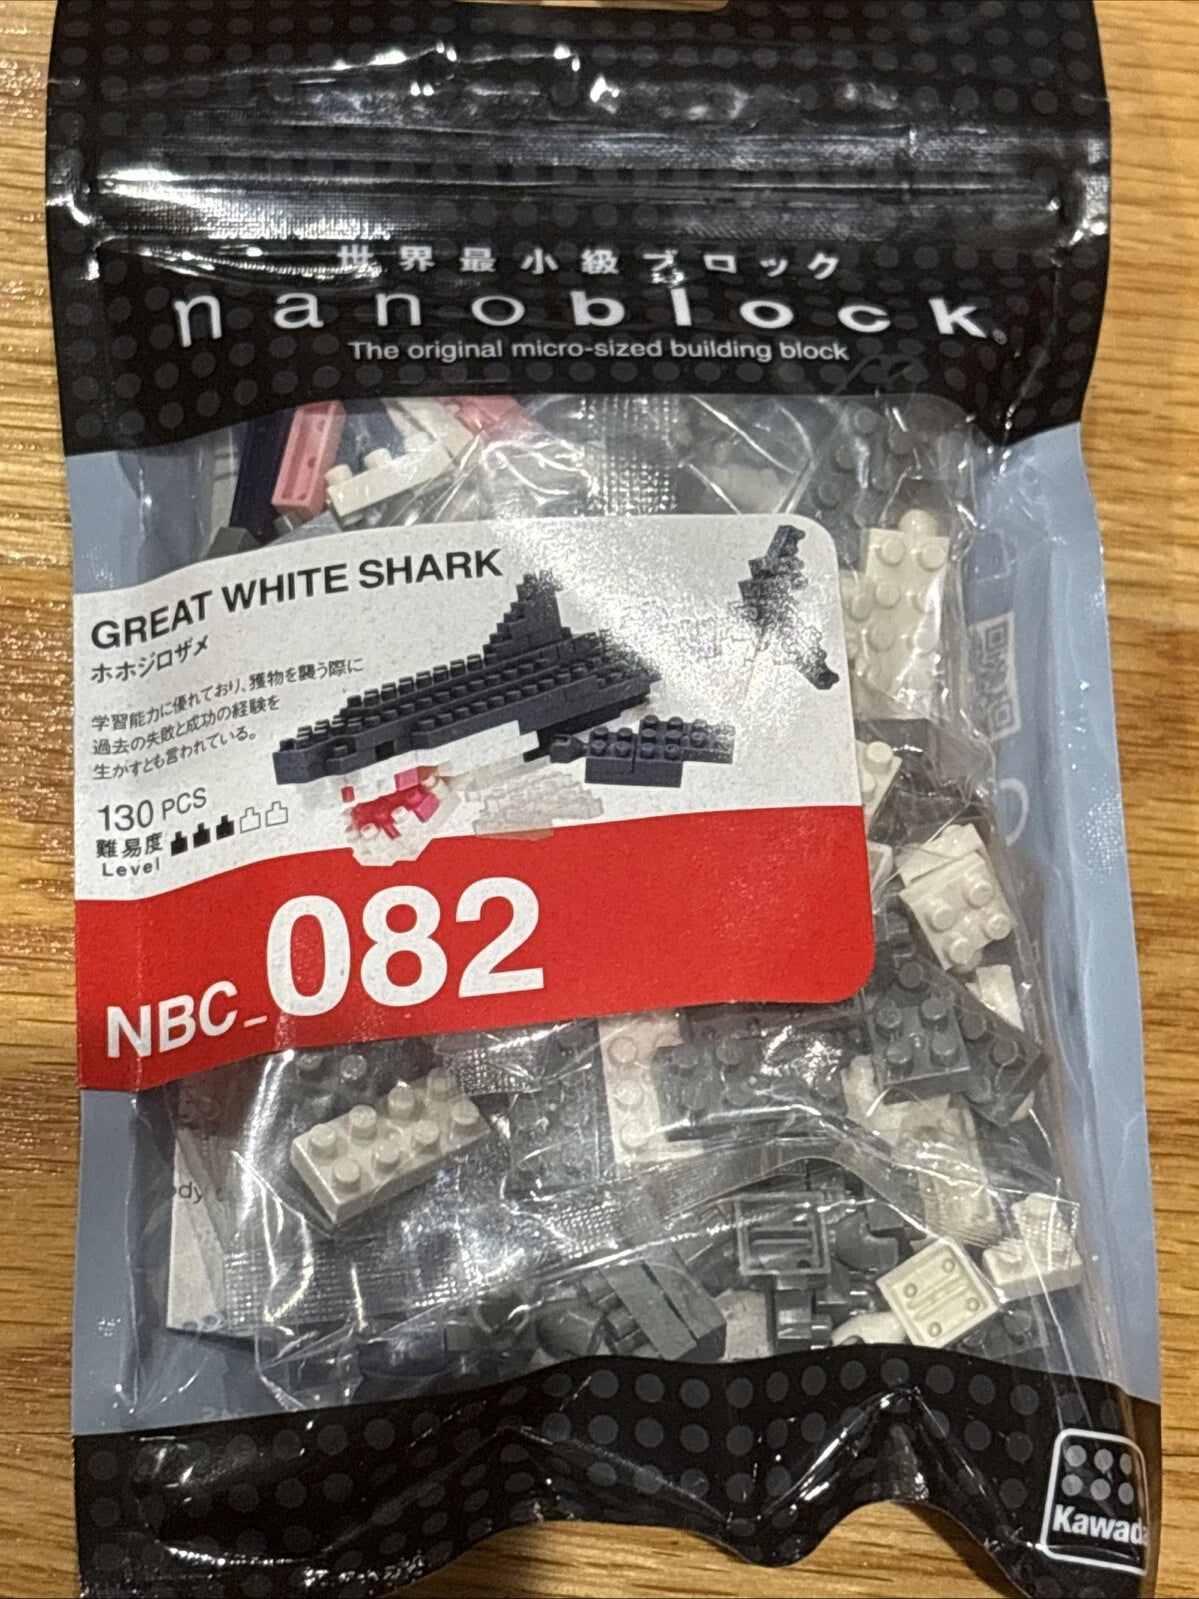 世界最小級ブロック
nanoblock
The original micro-sized building block
GREAT WHITE SHARK
ホホジロザメ
学習能力に優れており、獲物を襲う際に
過去の失敗と成功の経験を
生かすとも言われている。
130 PCS
難易度
Level
NBC_082
Kawada